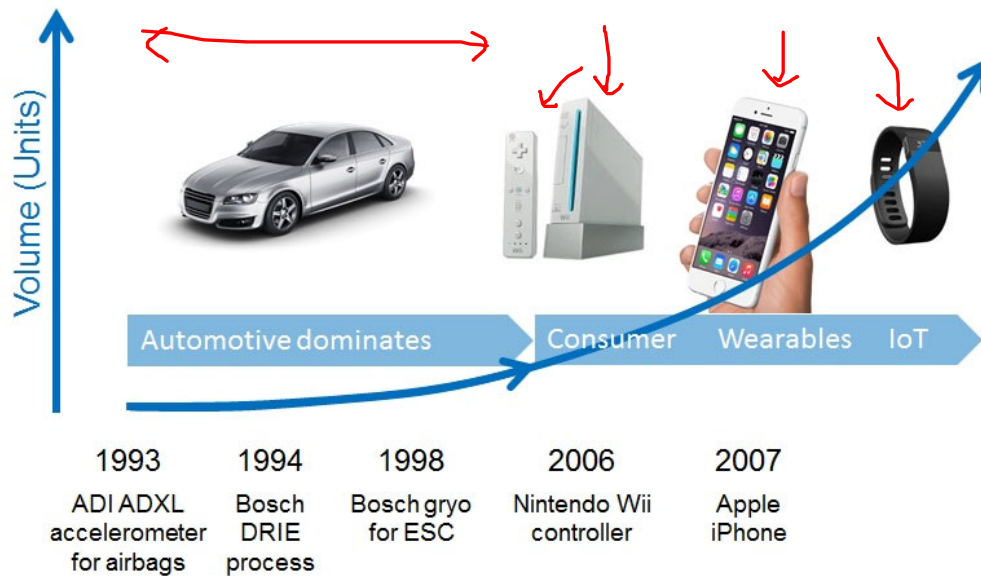 Volume (Units)
Automotive dominates
Consumer
Wearables
IoT
1993
ADI ADXL
accelerometer
for airbags
1994
Bosch
DRIE
process
1998
Bosch gryo
for ESC
2006
Nintendo Wii
controller
2007
Apple
iPhone